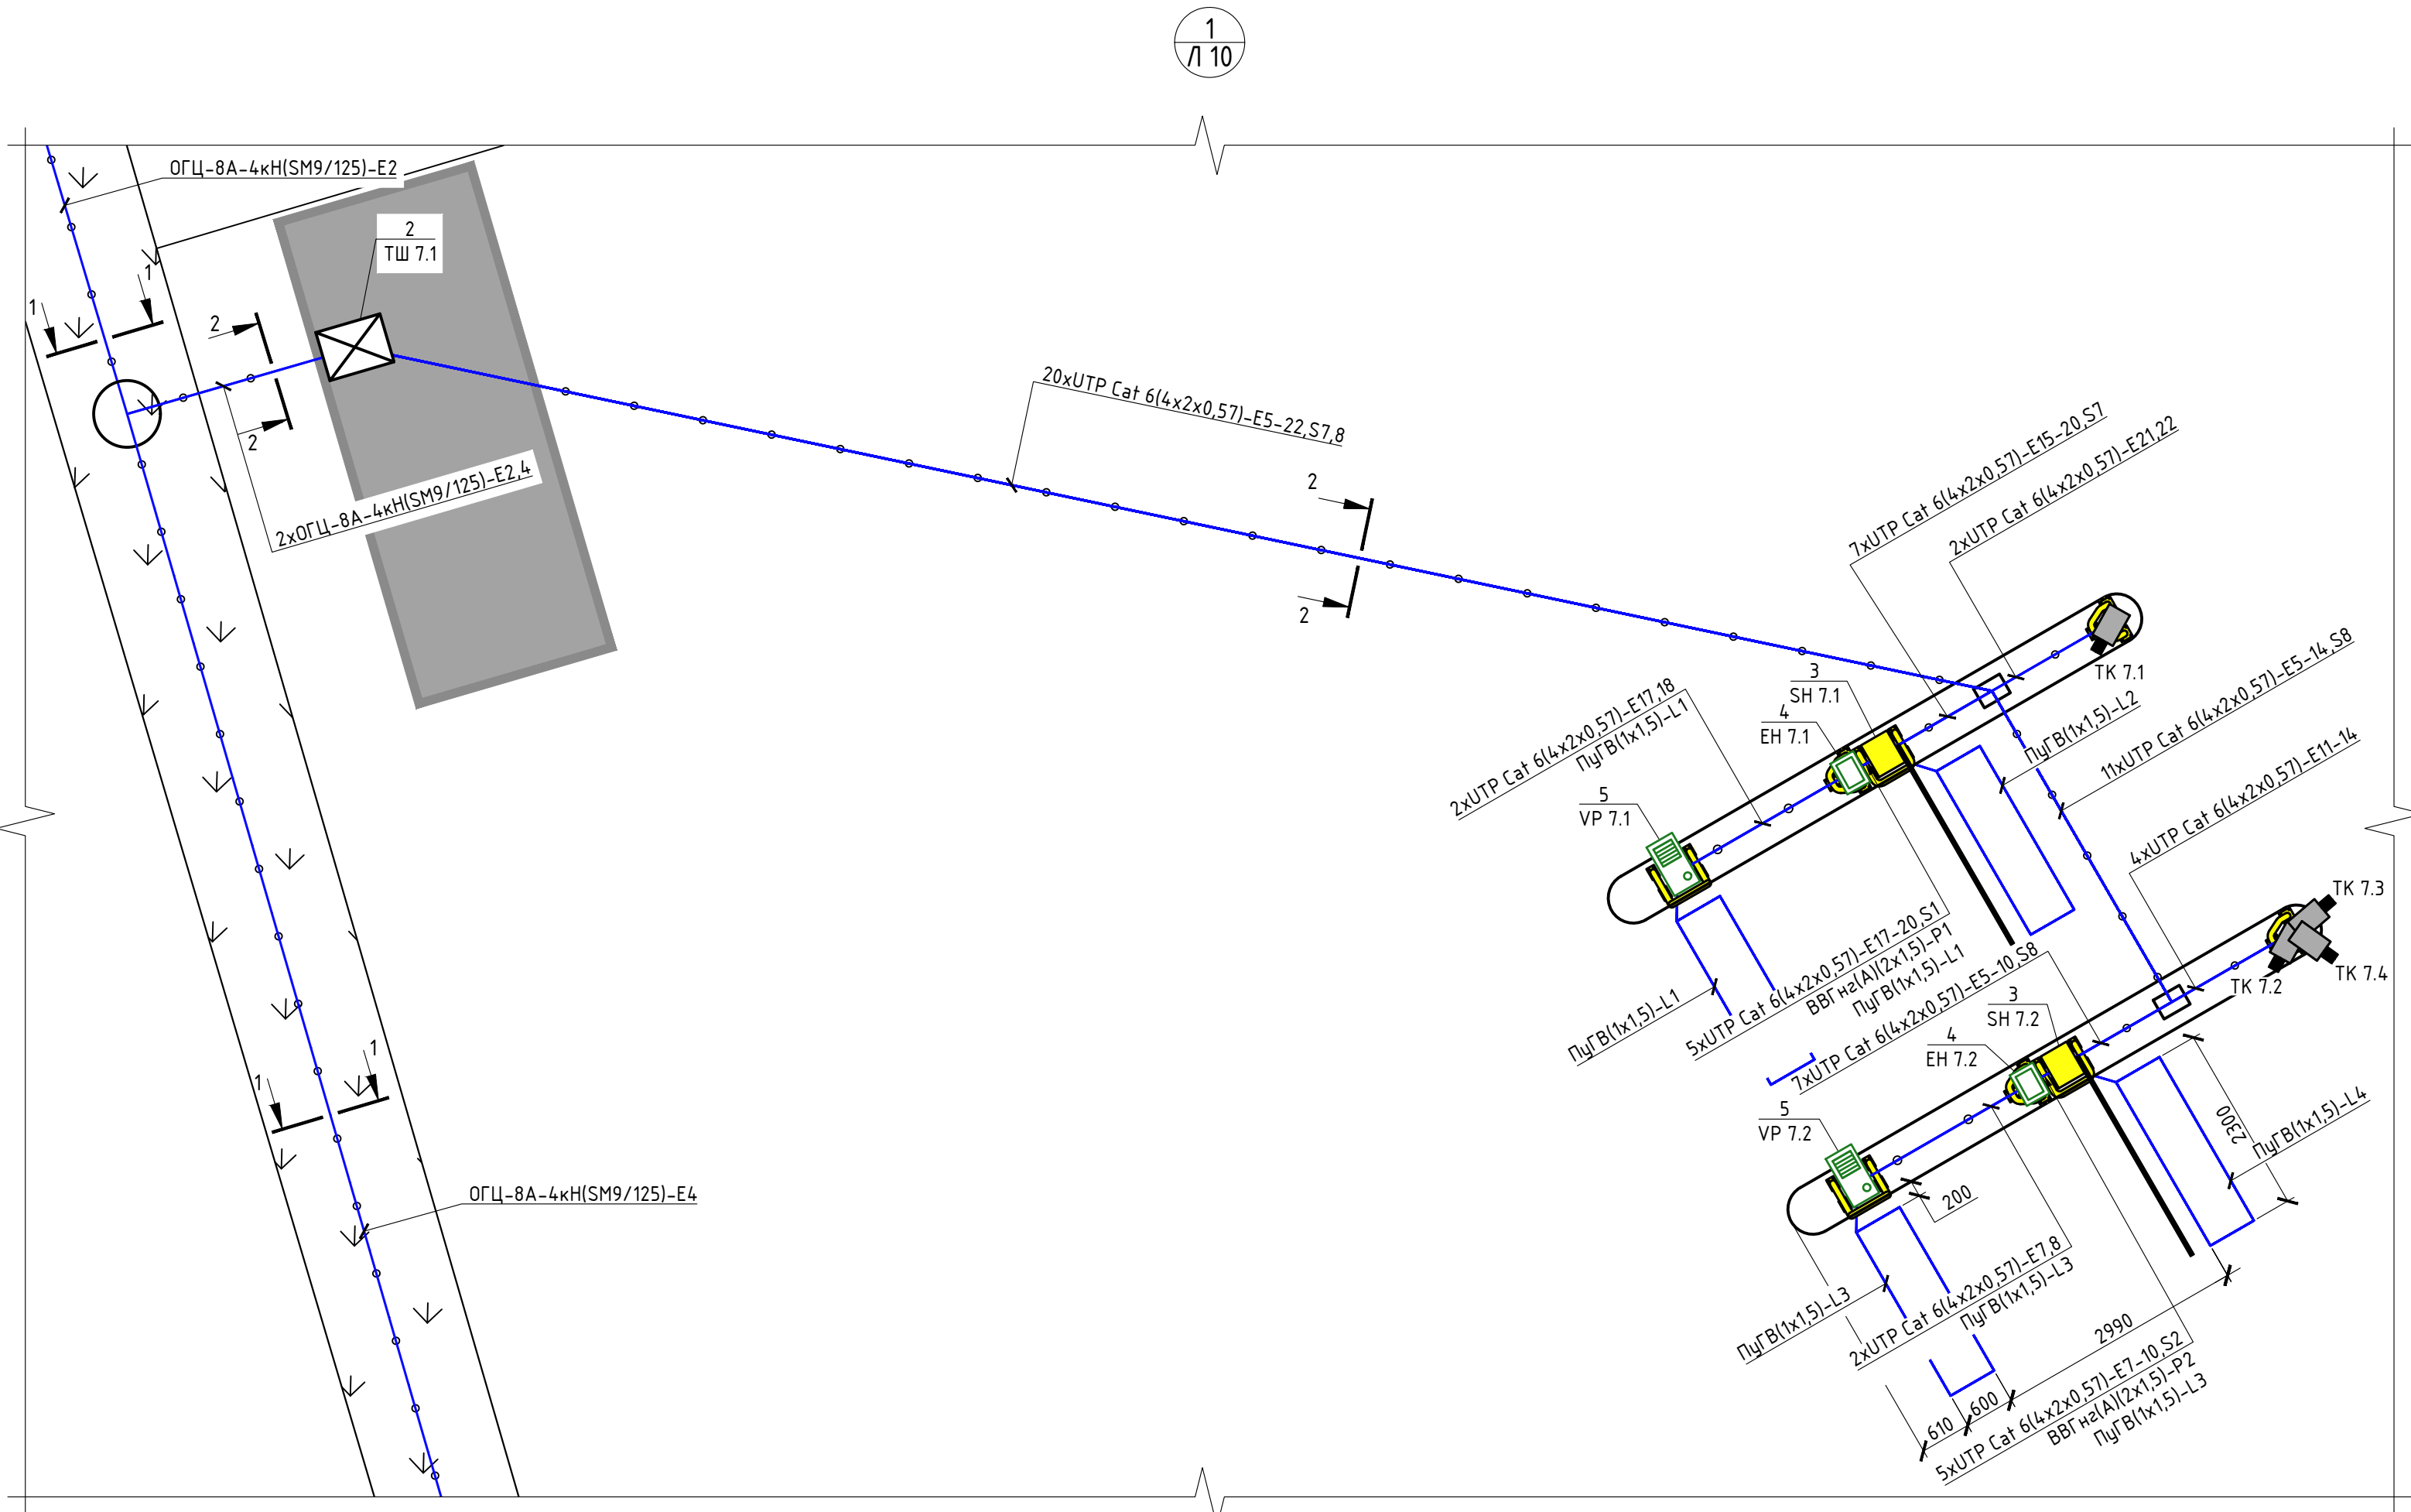 1
Л 10
ОГЦ-8А-4кН(SM9/125)-E2
2
ТШ 7.1
1
1
2
2
2хОГЦ-8А-4кН(SM9/125)-E2,4
20xUTP Cat 6(4x2x0,57)-E5-22,S7,8
2
2
7xUTP Cat 6(4x2x0,57)-E15-20,S7
2xUTP Cat 6(4x2x0,57)-E21,22
ТК 7.1
3
SH 7.1
4
EH 7.1
2xUTP Cat 6(4x2x0,57)-E17,18
ПуГВ(1х1,5)-L1
5
VP 7.1
ПуГВ(1х1,5)-L2
11xUTP Cat 6(4x2x0,57)-E5-14,S8
4xUTP Cat 6(4x2x0,57)-E11-14
ТК 7.3
ТК 7.4
ТК 7.2
ПуГВ(1х1,5)-L1
5xUTP Cat 6(4x2x0,57)-E17-20,S1
ВВГнг(А)(2х1,5)-P1
ПуГВ(1х1,5)-L1
7xUTP Cat 6(4x2x0,57)-E5-10,S8
3
SH 7.2
4
EH 7.2
5
VP 7.2
1
1
2300
ПуГВ(1х1,5)-L4
200
ОГЦ-8А-4кН(SM9/125)-E4
ПуГВ(1х1,5)-L3
2xUTP Cat 6(4x2x0,57)-E7,8
ПуГВ(1х1,5)-L3
2990
600
610
5xUTP Cat 6(4x2x0,57)-E7-10,S2
ВВГнг(А)(2х1,5)-P2
ПуГВ(1х1,5)-L3